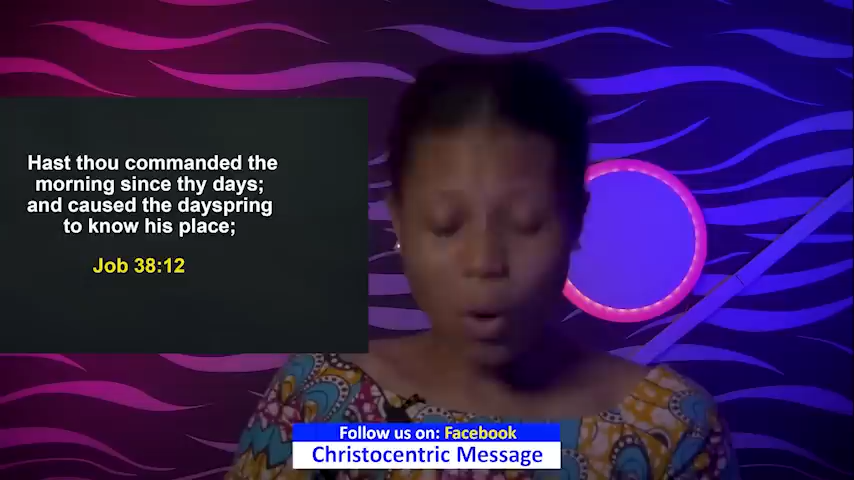 Hast thou commanded the
morning since thy days;
and caused the dayspring
to know his place;
Job 38:12
Follow us on: Facebook
Christocentric Message